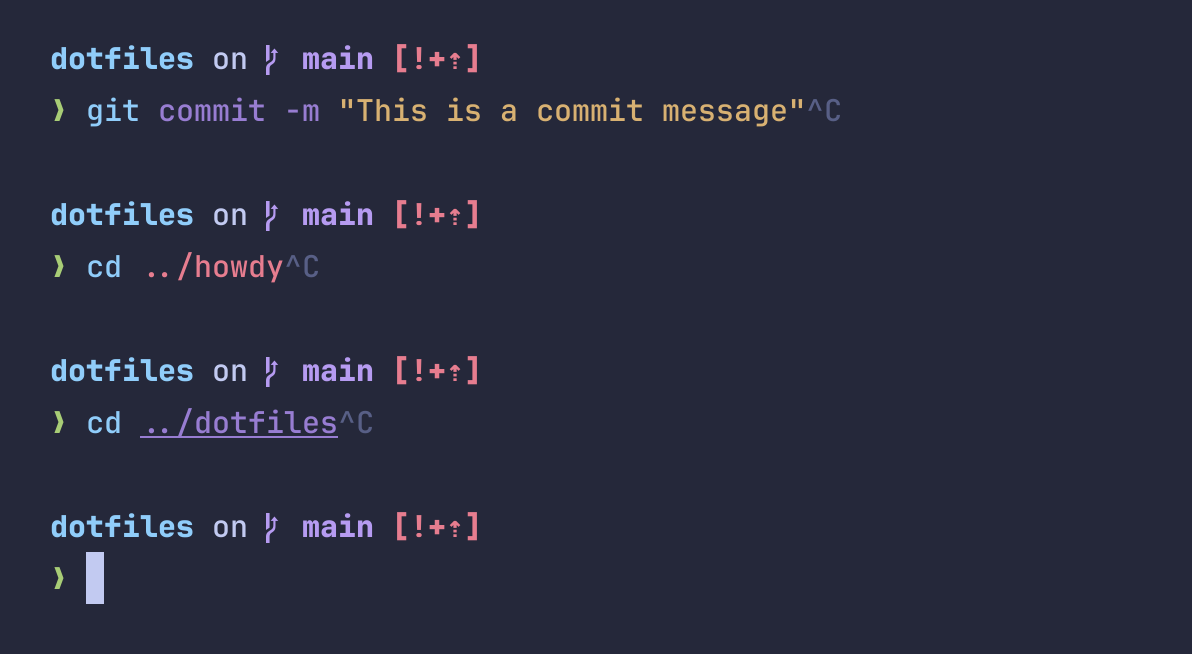 dotfiles on  main [!+⇡]
❯ git commit -m "This is a commit message"^C
dotfiles on  main [!+⇡]
❯ cd ../howdy^C
dotfiles on  main [!+⇡]
❯ cd ../dotfiles^C
dotfiles on  main [!+⇡]
❯